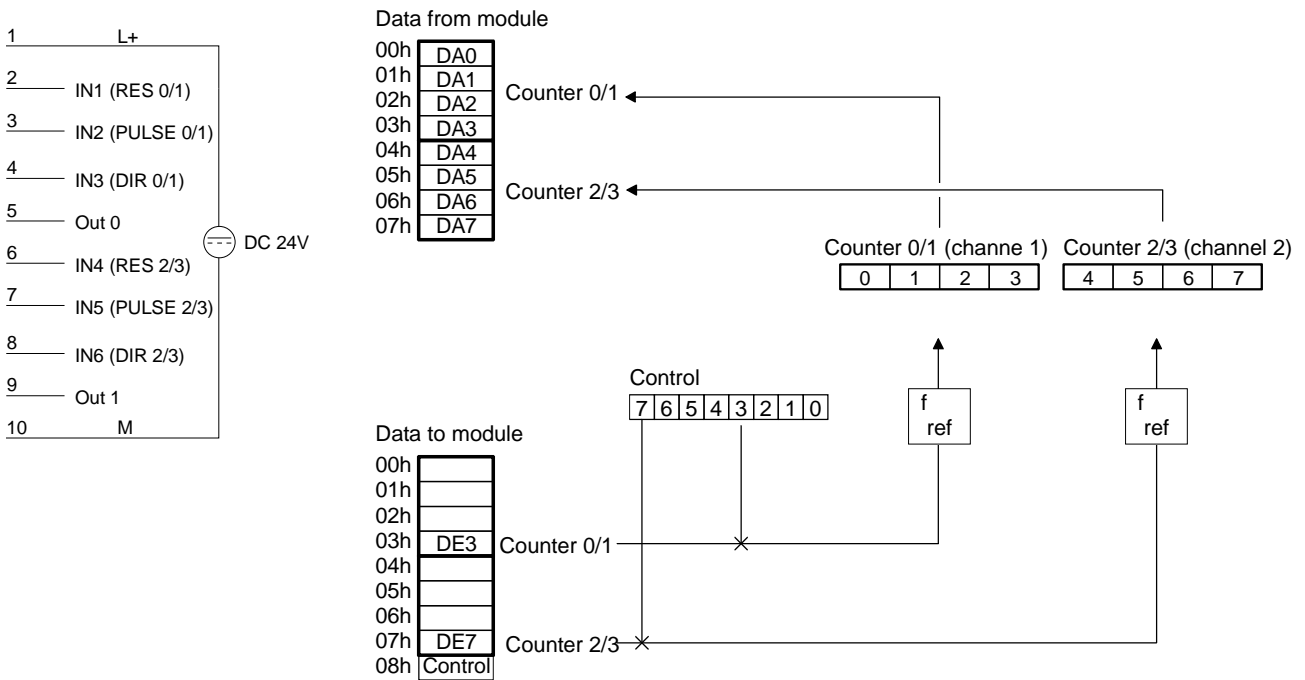 1 L+
2 IN1 (RES 0/1)
3 IN2 (PULSE 0/1)
4 IN3 (DIR 0/1)
5 Out 0
6 IN4 (RES 2/3)
7 IN5 (PULSE 2/3)
8 IN6 (DIR 2/3)
9 Out 1
10 M
DC 24V
Data from module
00h DA0
01h DA1
02h DA2
03h DA3
04h DA4
05h DA5
06h DA6
07h DA7
Counter 0/1
Counter 2/3
Counter 0/1 (channe 1) Counter 2/3 (channel 2)
0 1 2 3 4 5 6 7
Control
7 6 5 4 3 2 1 0
f
ref
f
ref
Data to module
00h
01h
02h
03h DE3 Counter 0/1
04h
05h
06h
07h DE7 Counter 2/3
08h Control